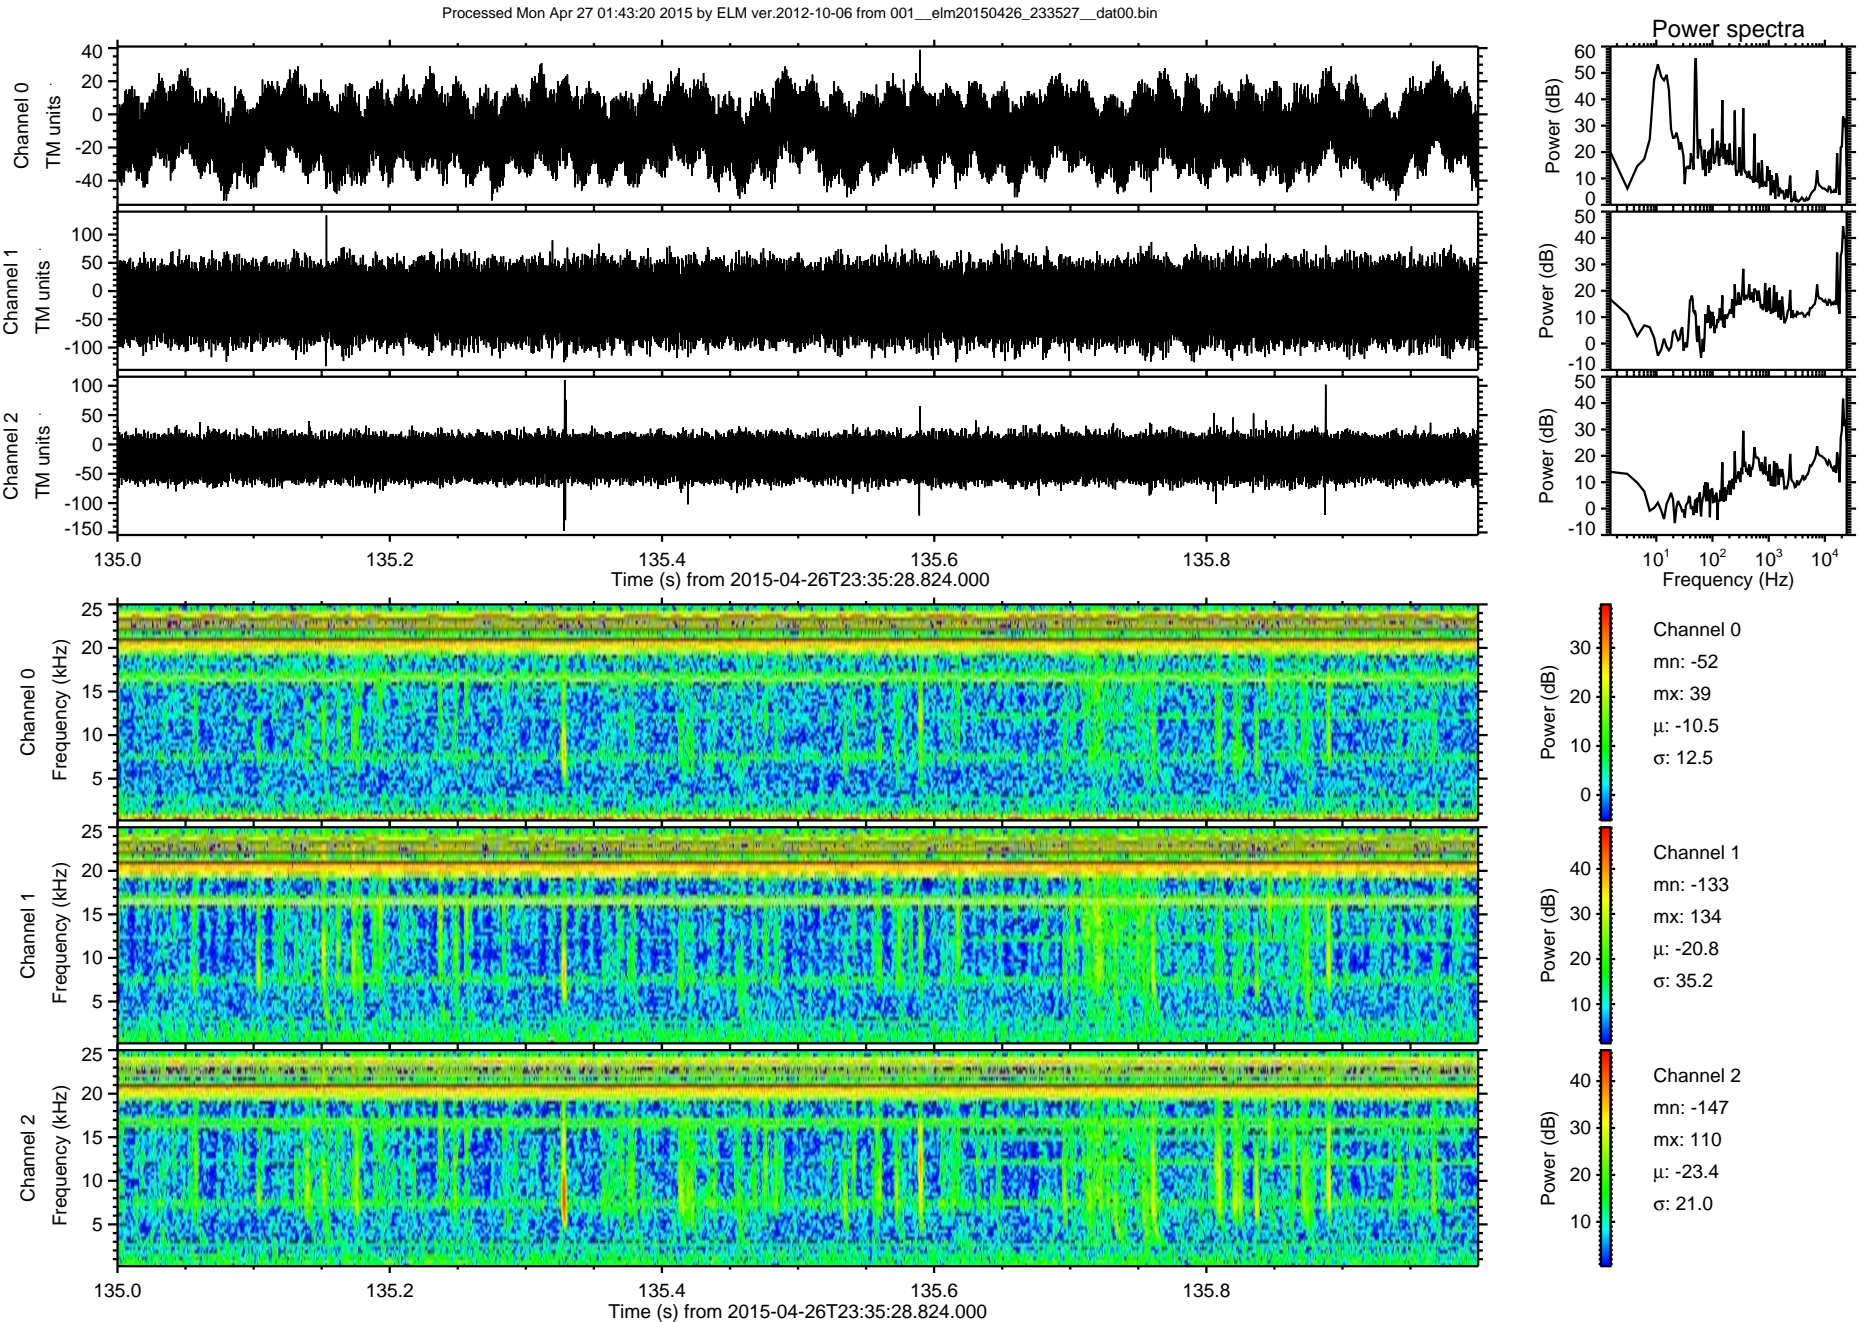 Processed Mon Apr 27 01:43:20 2015 by ELM ver.2012-10-06 from 001__elm20150426_233527__dat00.bin
Power spectra
Channel 0
TM units
40
20
0
-20
-40
Power (dB)
60
50
40
30
20
10
0
Channel 1
TM units
100
50
0
-50
-100
Power (dB)
50
40
30
20
10
0
-10
Channel 2
TM units
100
50
0
-50
-100
-150
Power (dB)
50
40
30
20
10
0
-10
135.0 135.2 135.4 135.6 135.8
Time (s) from 2015-04-26T23:35:28.824.000
10^1 10^2 10^3 10^4
Frequency (Hz)
Channel 0
Frequency (kHz)
25
20
15
10
5
Power (dB)
30
20
10
0
Channel 0
mn: -52
mx: 39
μ: -10.5
σ: 12.5
Channel 1
Frequency (kHz)
25
20
15
10
5
Power (dB)
40
30
20
10
Channel 1
mn: -133
mx: 134
μ: -20.8
σ: 35.2
Channel 2
Frequency (kHz)
25
20
15
10
5
Power (dB)
40
30
20
10
Channel 2
mn: -147
mx: 110
μ: -23.4
σ: 21.0
135.0 135.2 135.4 135.6 135.8
Time (s) from 2015-04-26T23:35:28.824.000